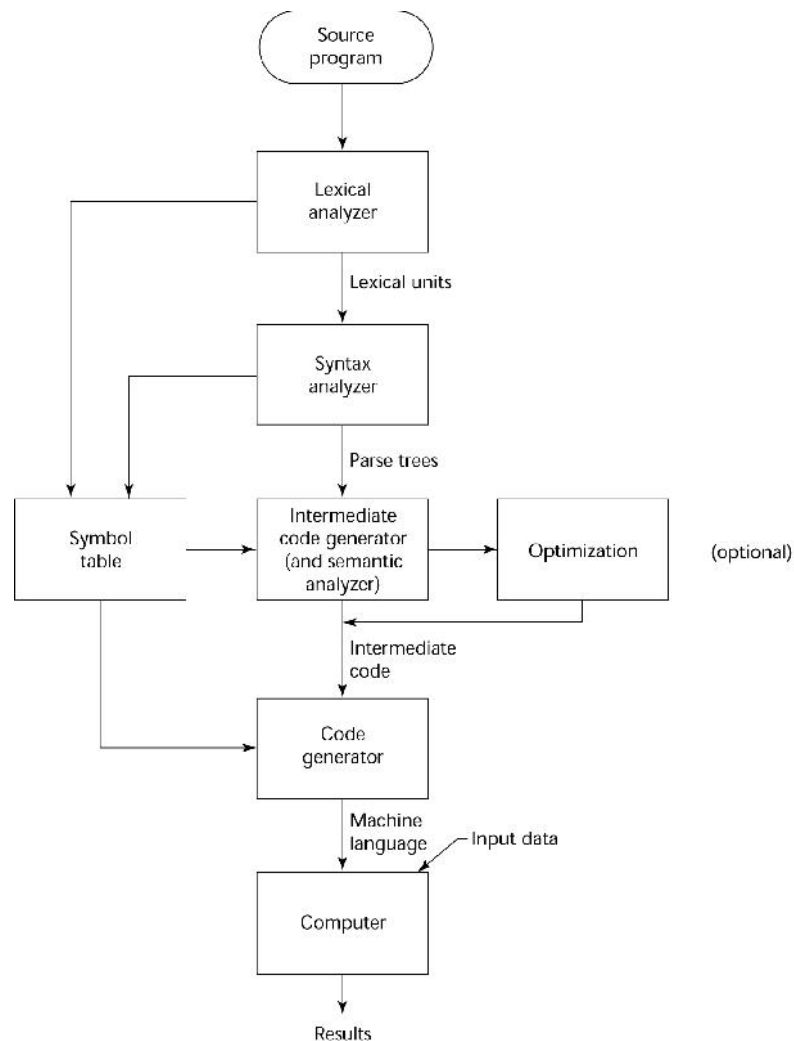 Source
program
Lexical
analyzer
Lexical units
Syntax
analyzer
Parse trees
Symbol
table
Intermediate
code generator
(and semantic
analyzer)
Optimization
(optional)
Intermediate
code
Code
generator
Machine
language
Input data
Computer
Results